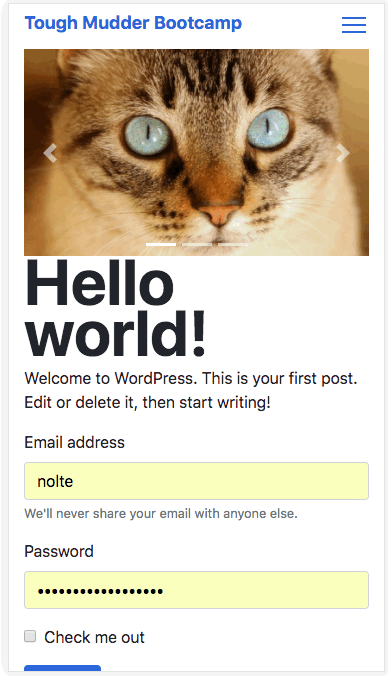 Tough Mudder Bootcamp
Hello
world!
Welcome to WordPress. This is your first post.
Edit or delete it, then start writing!
Email address
nolte
We'll never share your email with anyone else.
Password
••••••••••••••••••
Check me out